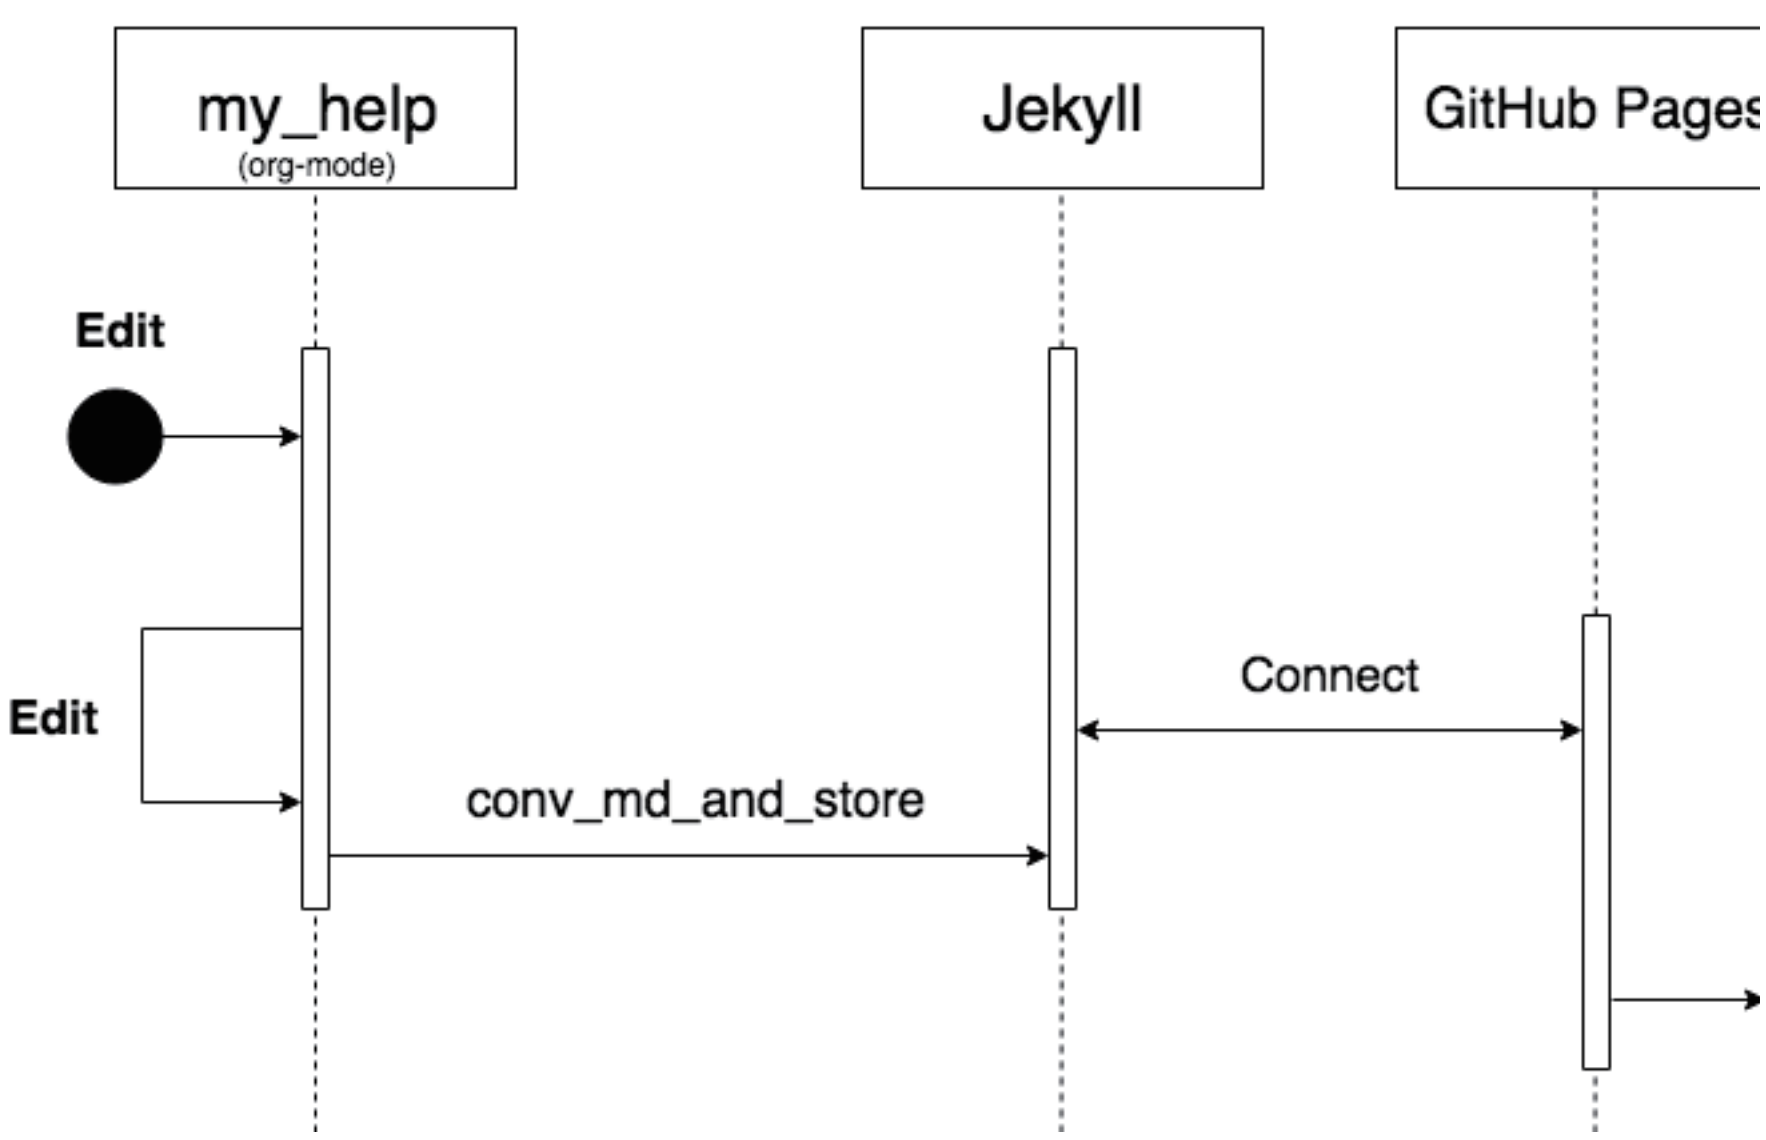 my_help
(org-mode)
Jekyll
GitHub Pages
Edit
Edit
Connect
conv_md_and_store